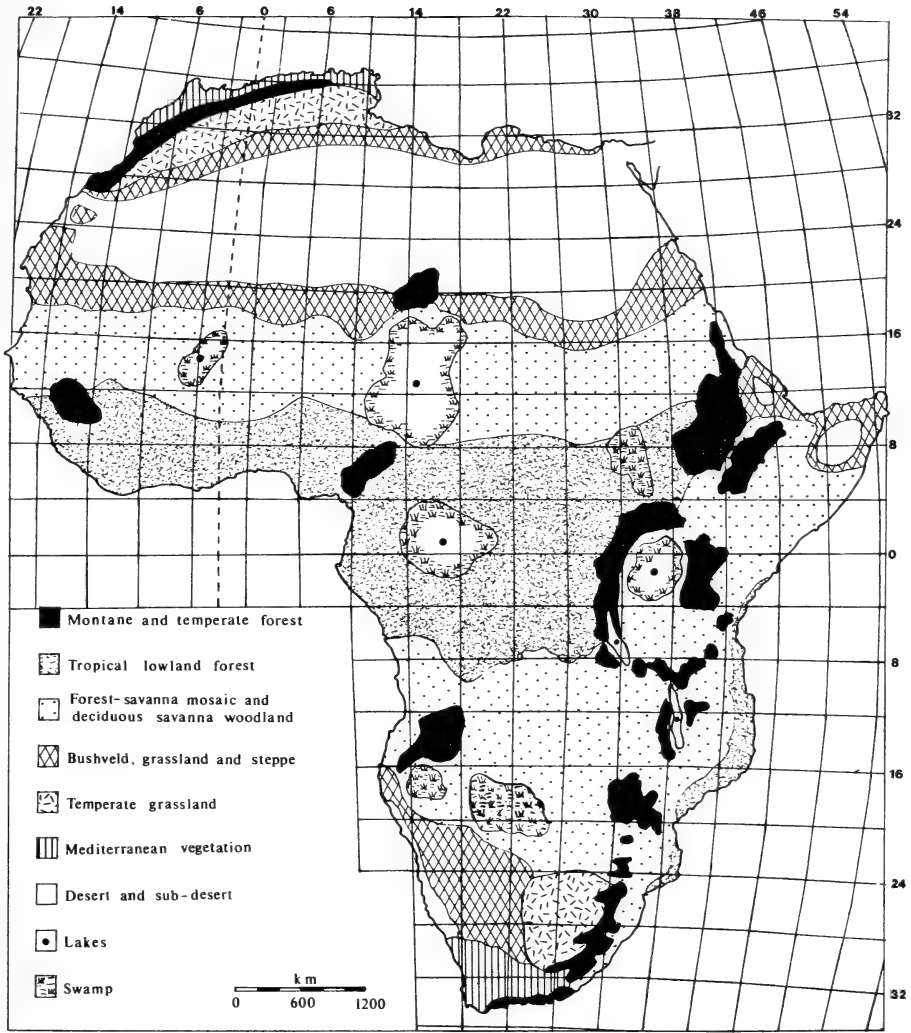 22 14 6 0 6 14 22 30 38 46 54
32
24
16
8
0
8
16
24
32
Montane and temperate forest
Tropical lowland forest
Forest-savanna mosaic and
deciduous savanna woodland
Bushveld, grassland and steppe
Temperate grassland
Mediterranean vegetation
Desert and sub-desert
Lakes
Swamp
km
0 600 1200